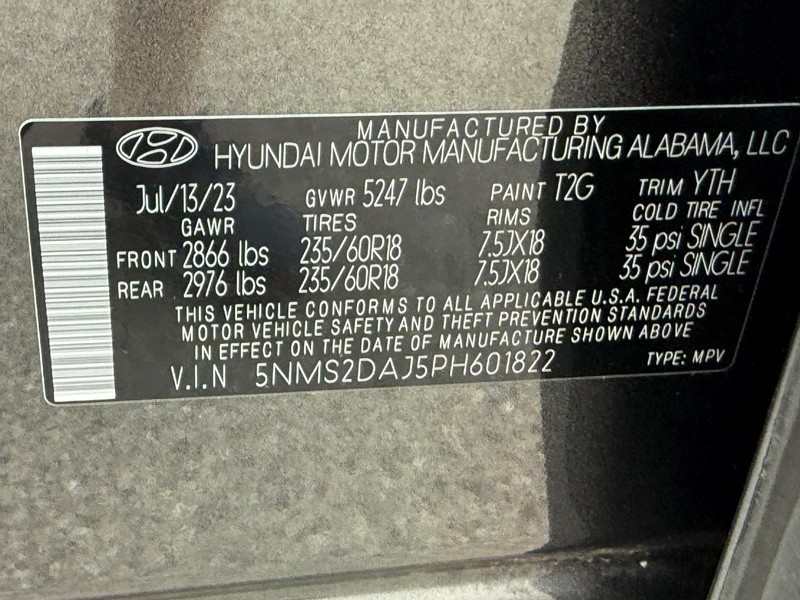 MANUFACTURED BY
HYUNDAI MOTOR MANUFACTURING ALABAMA, LLC
Jul/13/23 GVWR 5247 lbs PAINT T2G TRIM YTH
GAWR TIRES RIMS COLD TIRE INFL
FRONT 2866 lbs 235/60R18 7.5JX18 35 psi SINGLE
REAR 2976 lbs 235/60R18 7.5JX18 35 psi SINGLE
THIS VEHICLE CONFORMS TO ALL APPLICABLE U.S.A. FEDERAL
MOTOR VEHICLE SAFETY AND THEFT PREVENTION STANDARDS
IN EFFECT ON THE DATE OF MANUFACTURE SHOWN ABOVE
V.I.N 5NMS2DAJ5PH601822 TYPE: MPV